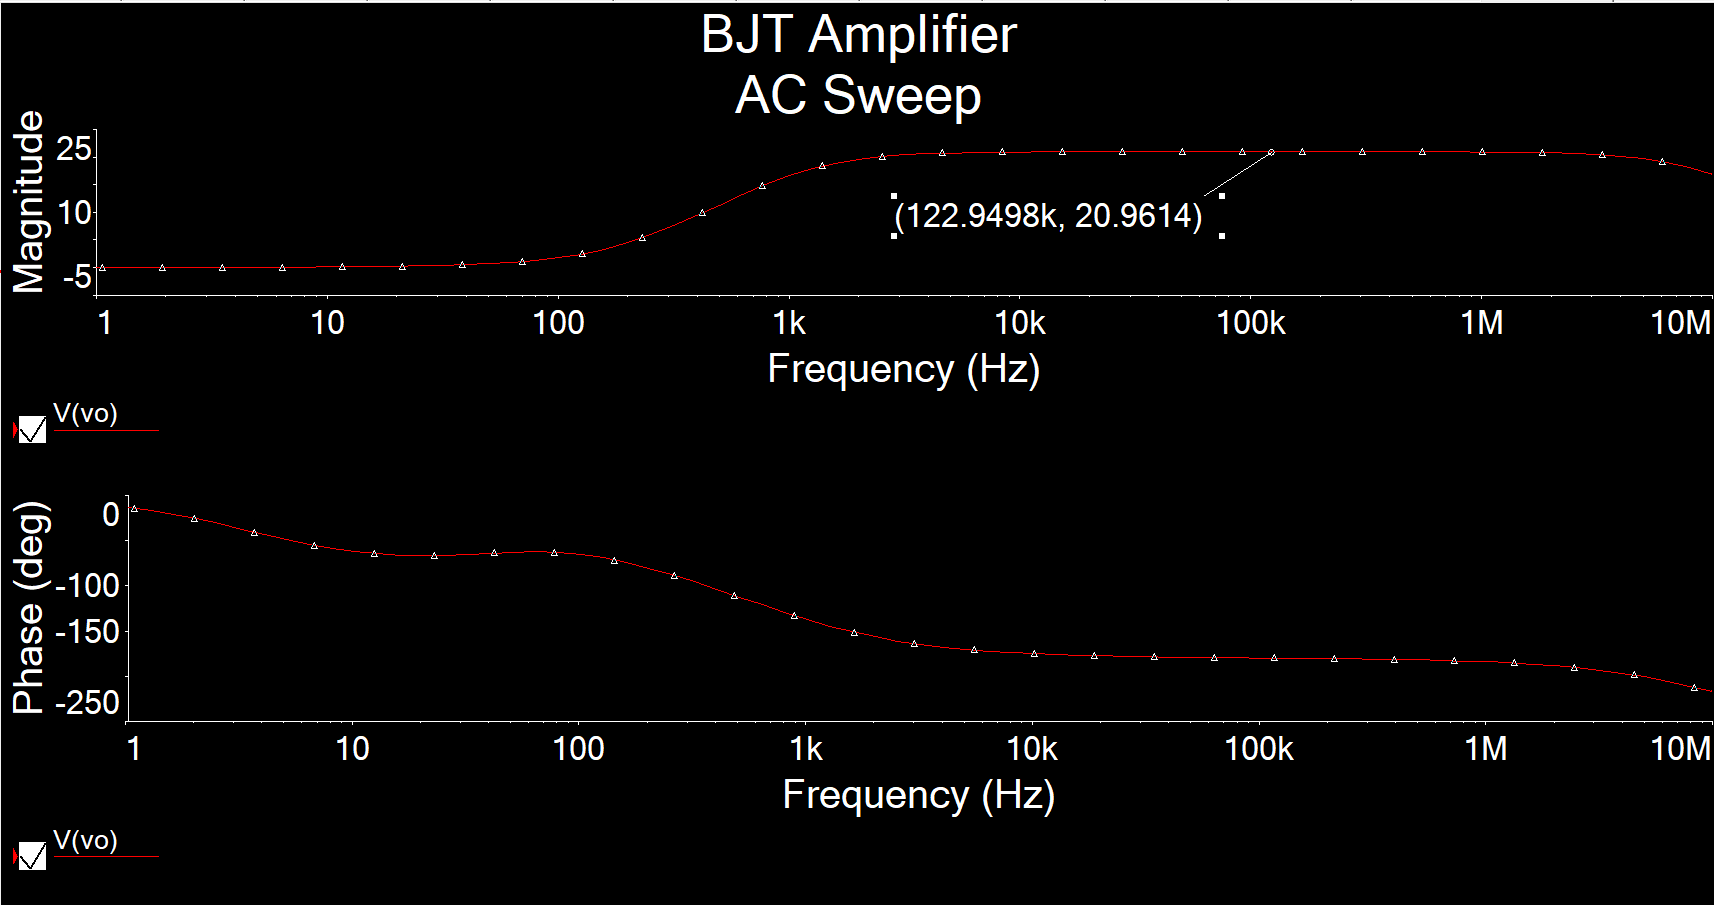 BJT Amplifier
AC Sweep
Magnitude
25
10
-5
(122.9498k, 20.9614)
1 10 100 1k 10k 100k 1M 10M
Frequency (Hz)
V(vo)
Phase (deg)
0
-100
-150
-250
1 10 100 1k 10k 100k 1M 10M
Frequency (Hz)
V(vo)